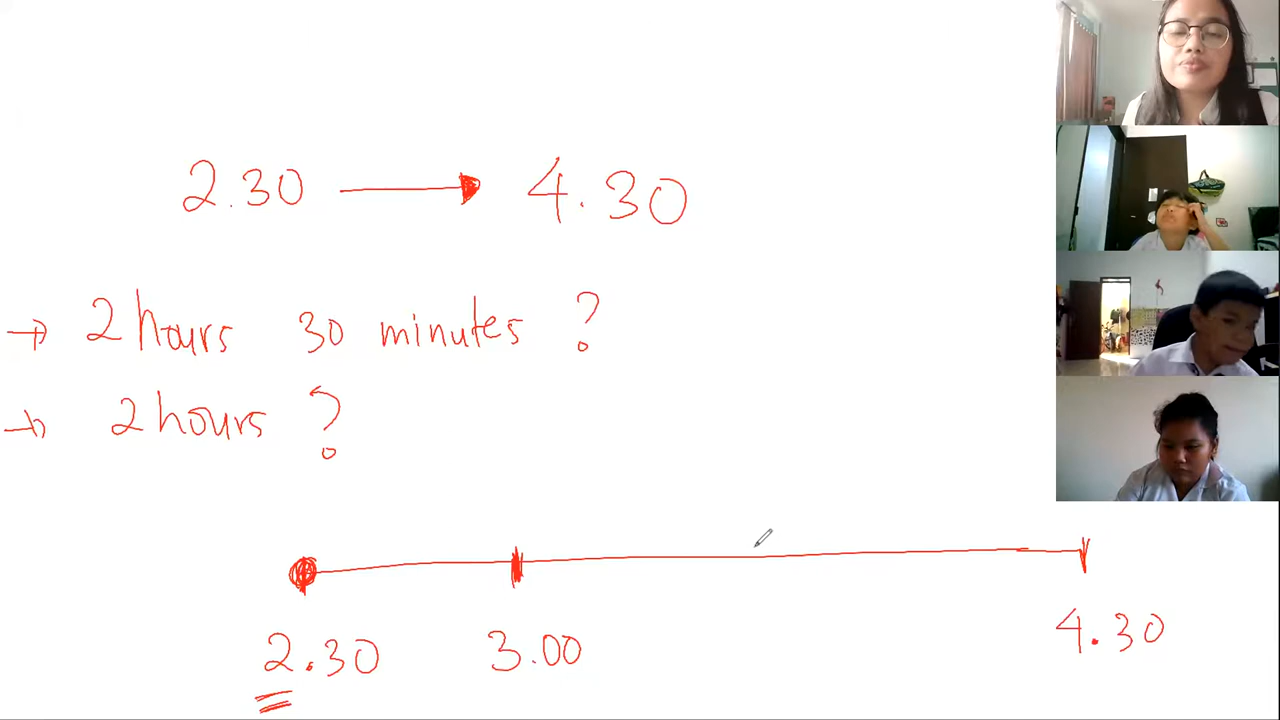 2.30 → 4.30
→ 2 hours 30 minutes ?
→ 2 hours ?
2.30 3.00 4.30